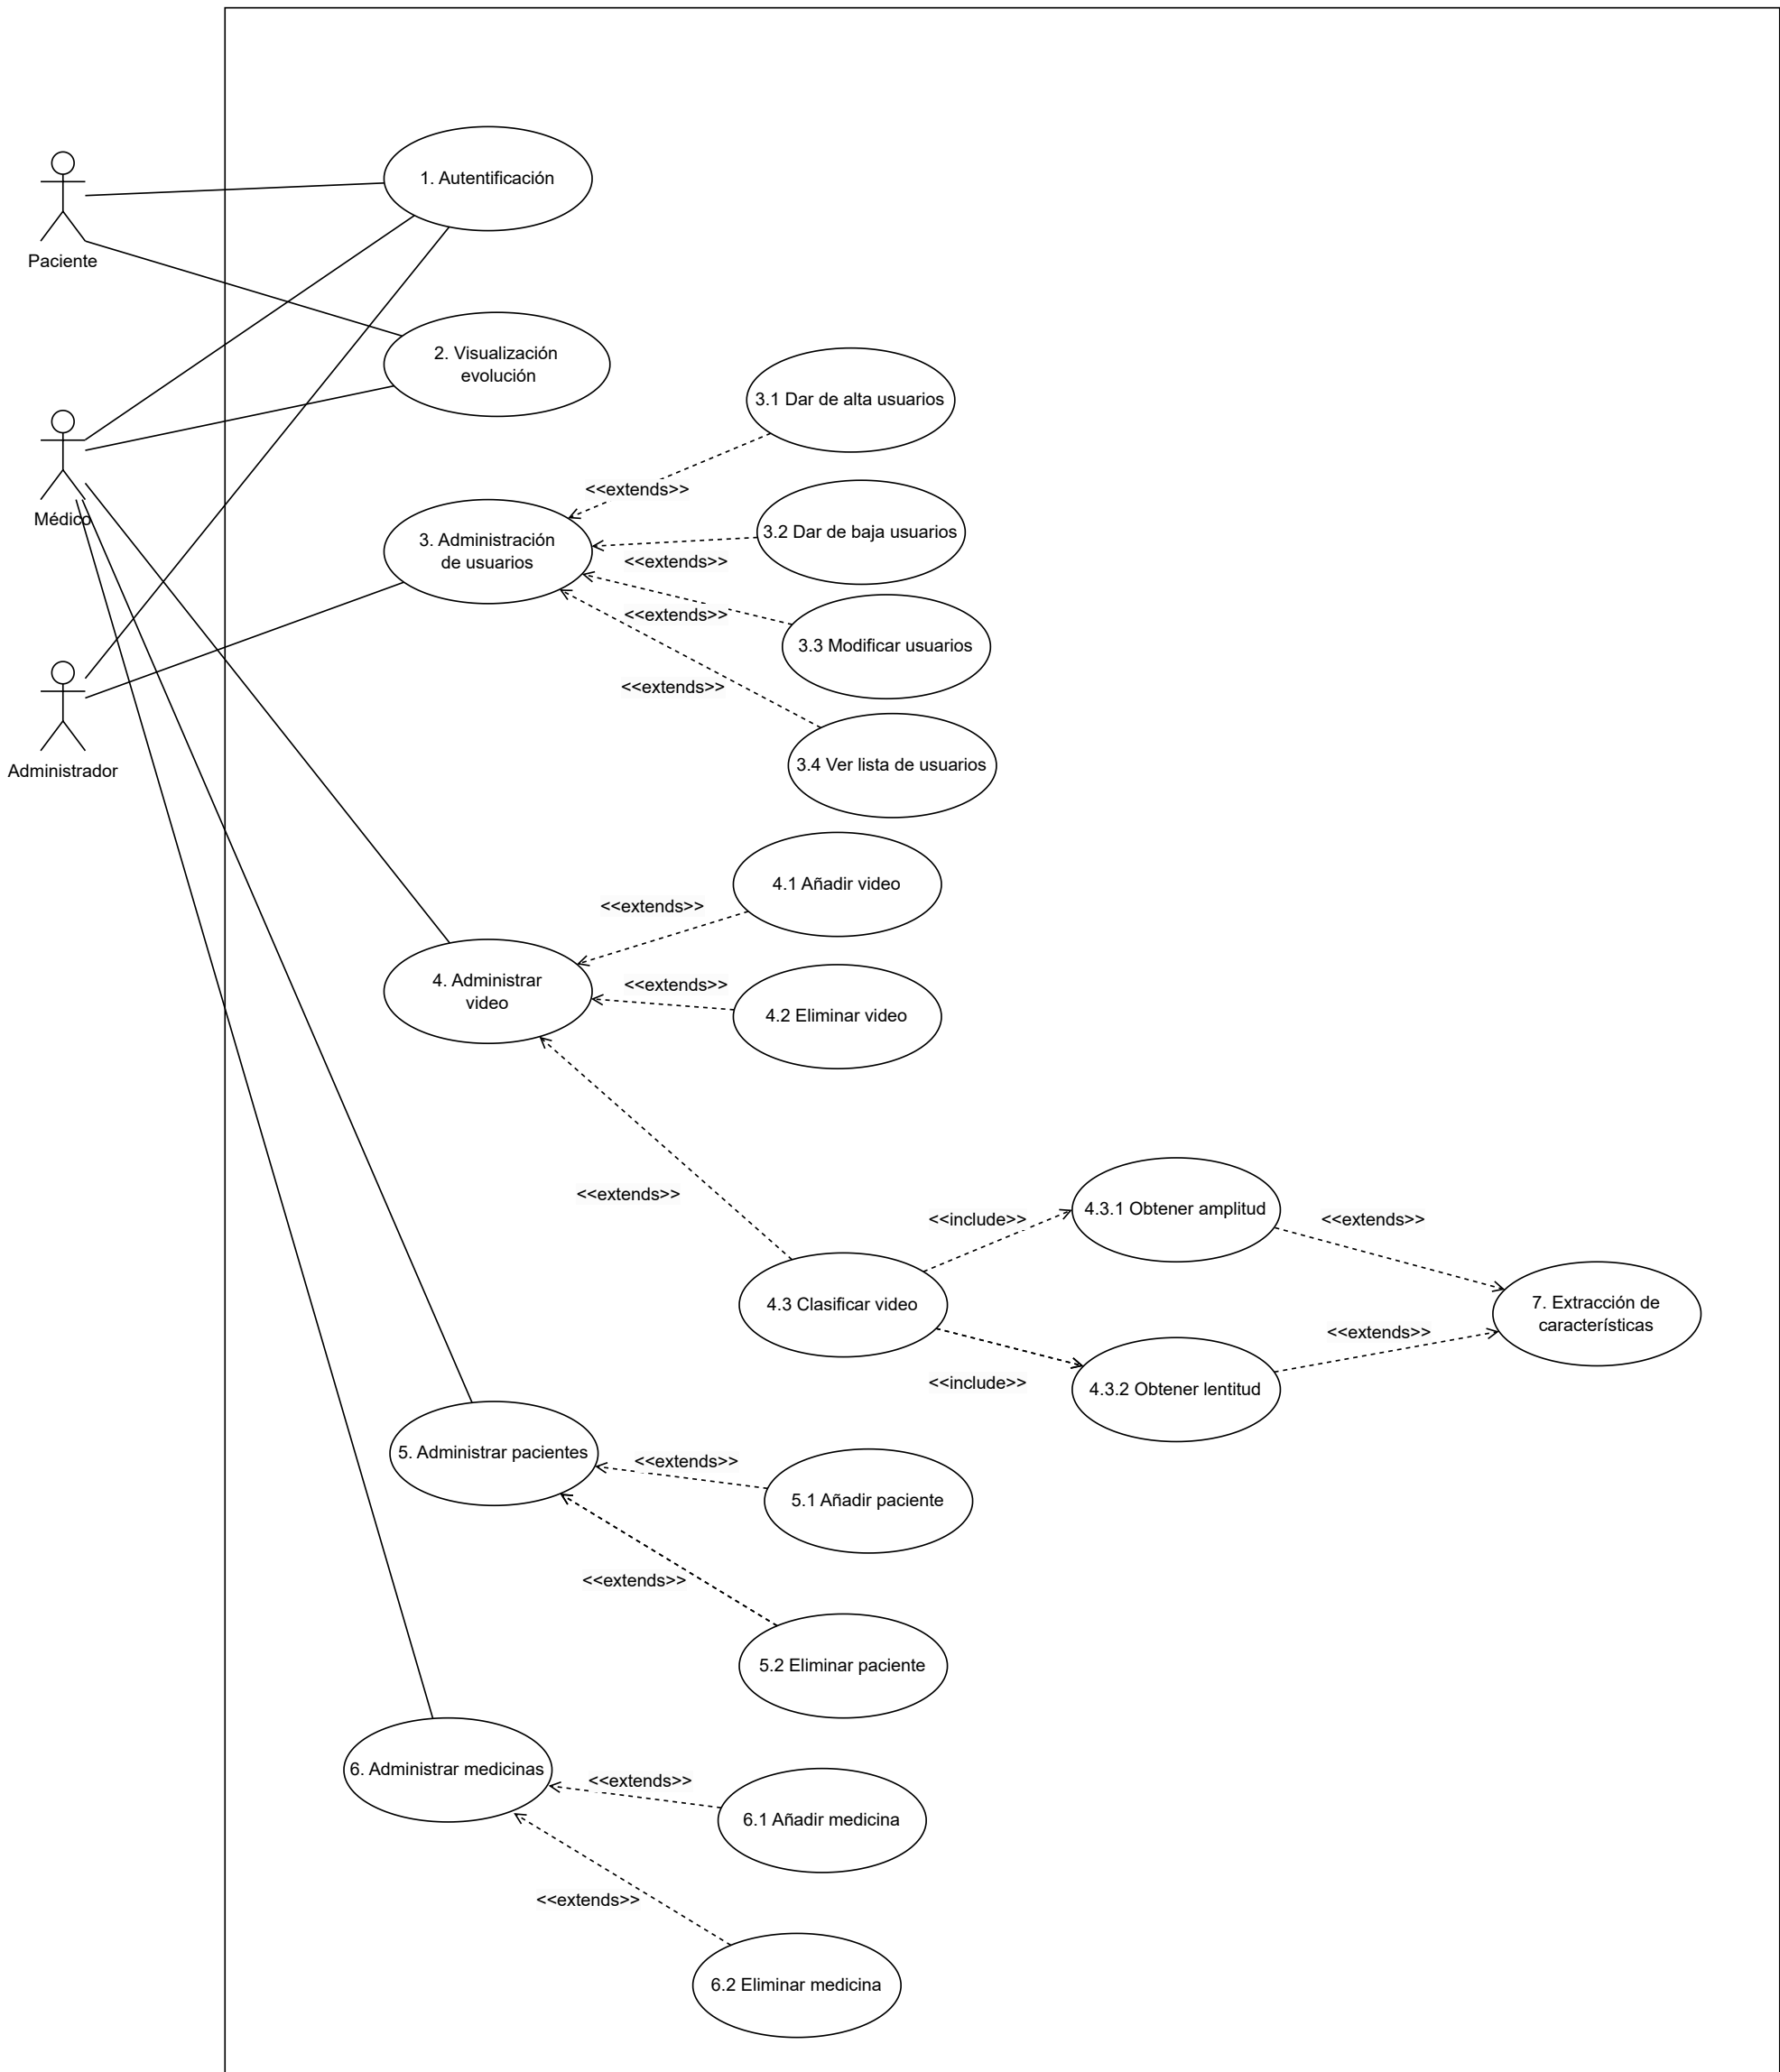 1. Autentificación
Paciente
2. Visualización
evolución
3.1 Dar de alta usuarios
<<extends>>
Médico
3. Administración
de usuarios
3.2 Dar de baja usuarios
<<extends>>
<<extends>>
3.3 Modificar usuarios
<<extends>>
3.4 Ver lista de usuarios
Administrador
4.1 Añadir video
<<extends>>
4. Administrar
video
<<extends>>
4.2 Eliminar video
<<extends>>
<<include>>
4.3.1 Obtener amplitud
<<extends>>
4.3 Clasificar video
7. Extracción de
características
<<include>>
4.3.2 Obtener lentitud
<<extends>>
5. Administrar pacientes
<<extends>>
5.1 Añadir paciente
<<extends>>
5.2 Eliminar paciente
6. Administrar medicinas
<<extends>>
6.1 Añadir medicina
<<extends>>
6.2 Eliminar medicina